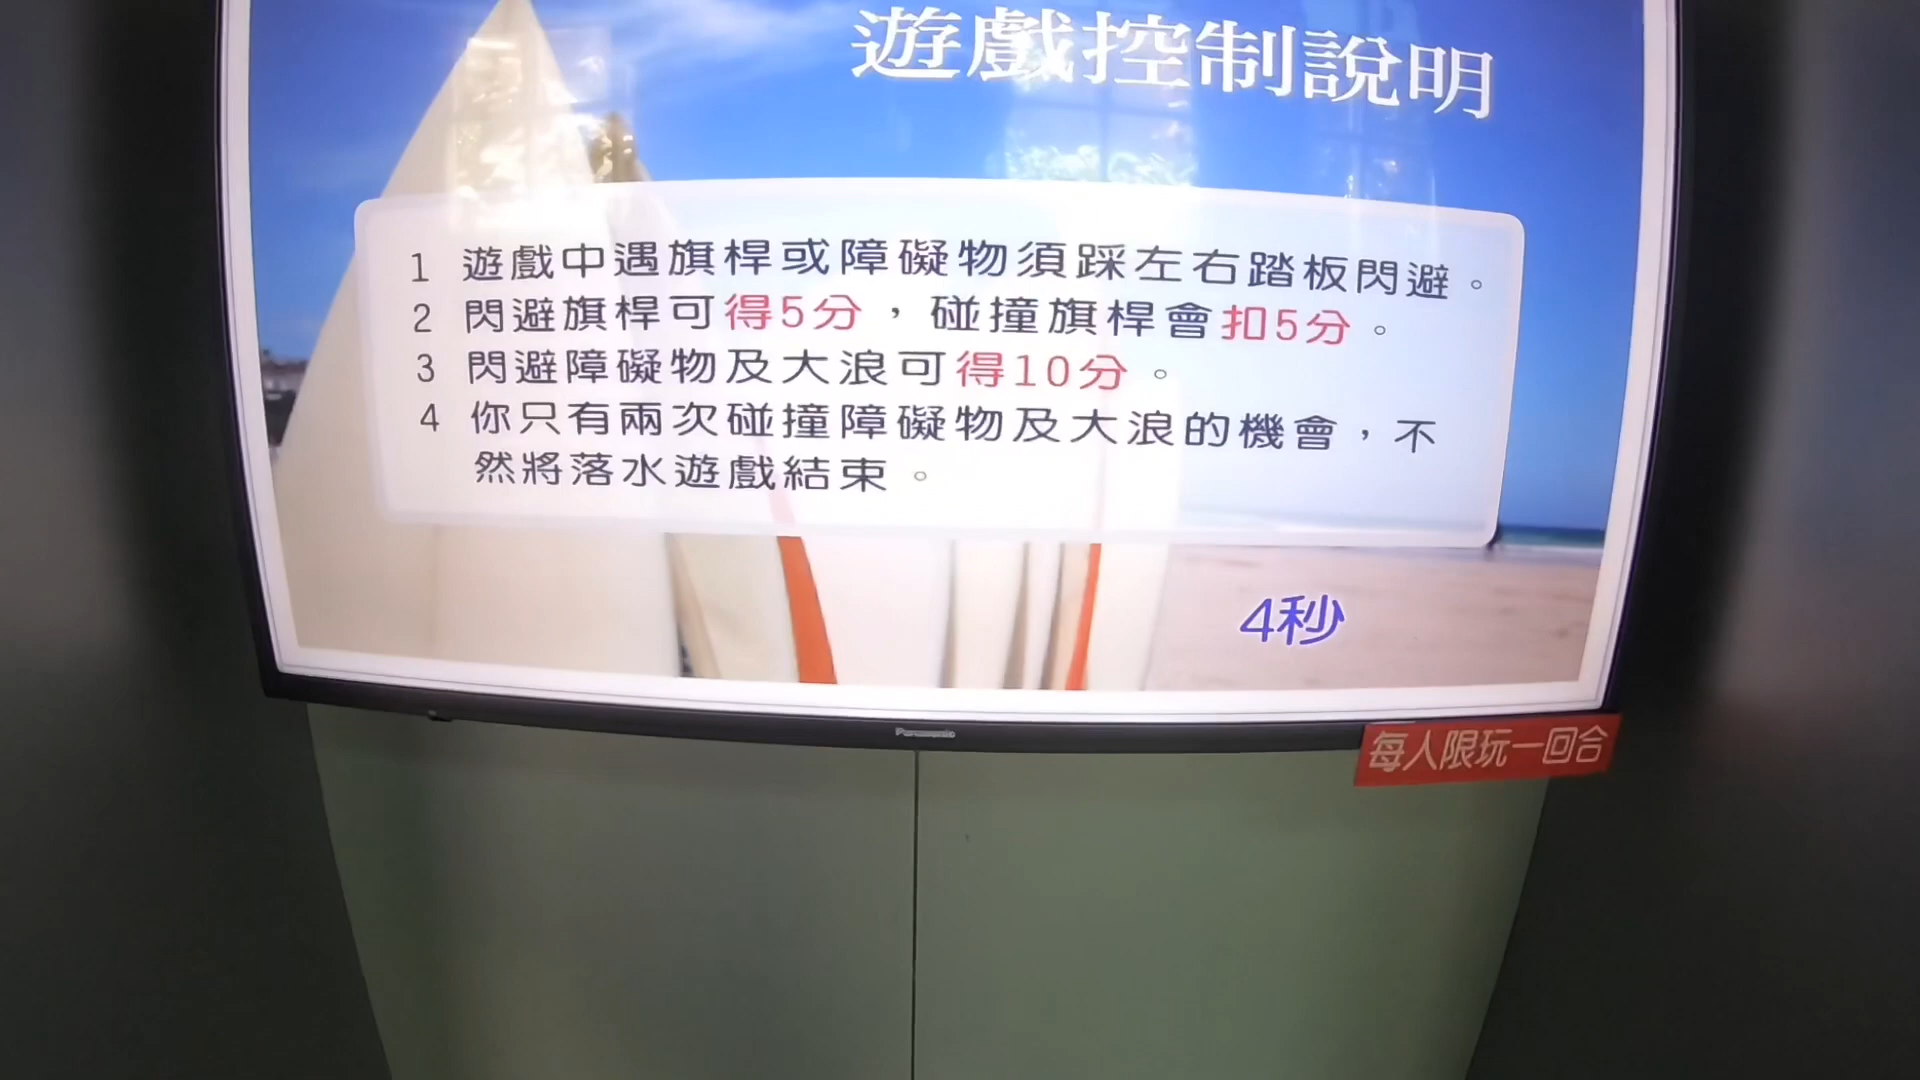 遊戲控制說明
1 遊戲中遇旗桿或障礙物須踩左右踏板閃避。
2 閃避旗桿可得5分，碰撞旗桿會扣5分。
3 閃避障礙物及大浪可得10分。
4 你只有兩次碰撞障礙物及大浪的機會，不
然將落水遊戲結束。
4秒
Panasonic
每人限玩一回合